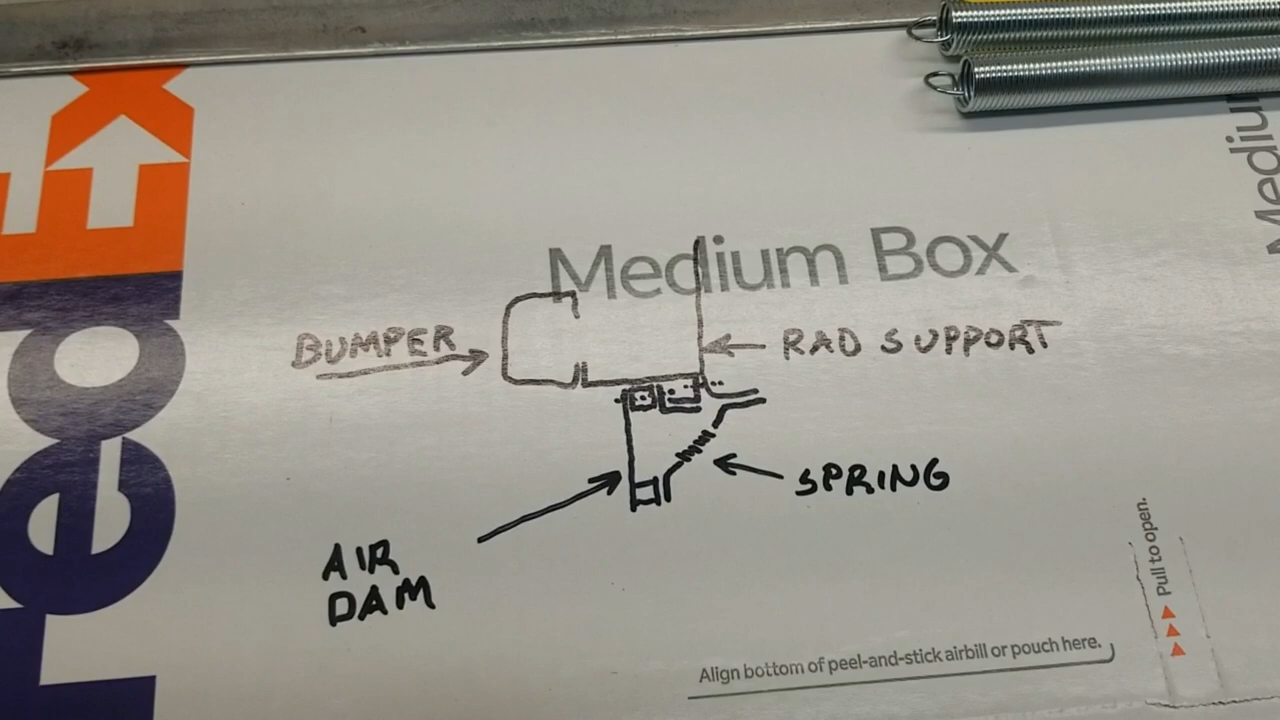 FedEx
Medium
Medium Box
BUMPER
RAD SUPPORT
SPRING
AIR
DAM
Pull to open.
Align bottom of peel-and-stick airbill or pouch here.